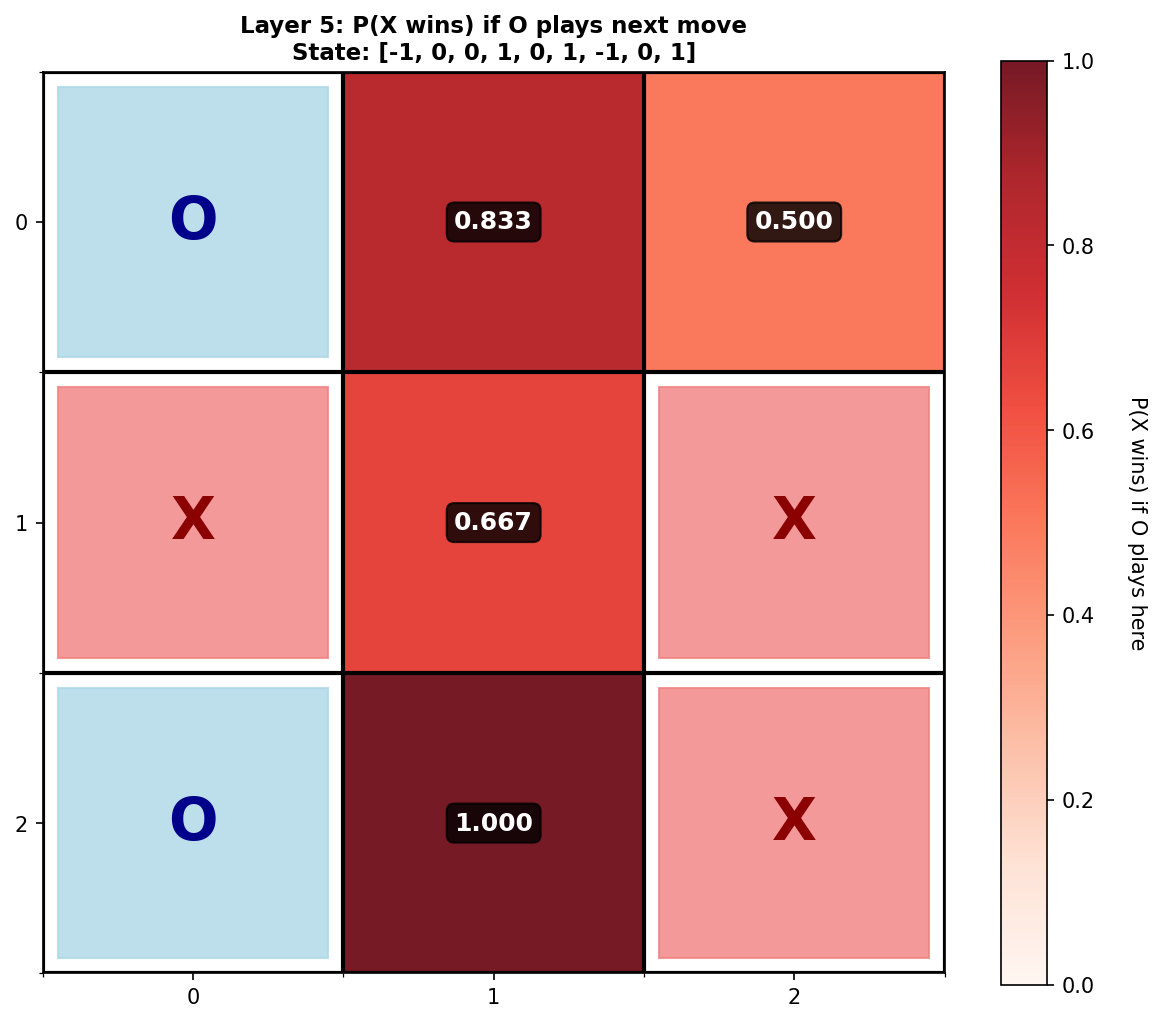 Layer 5: P(X wins) if O plays next move
State: [-1, 0, 0, 1, 0, 1, -1, 0, 1]
0
O
0.833
0.500
1
X
0.667
X
2
O
1.000
X
0
1
2
1.0
0.8
0.6
0.4
0.2
0.0
P(X wins) if O plays here